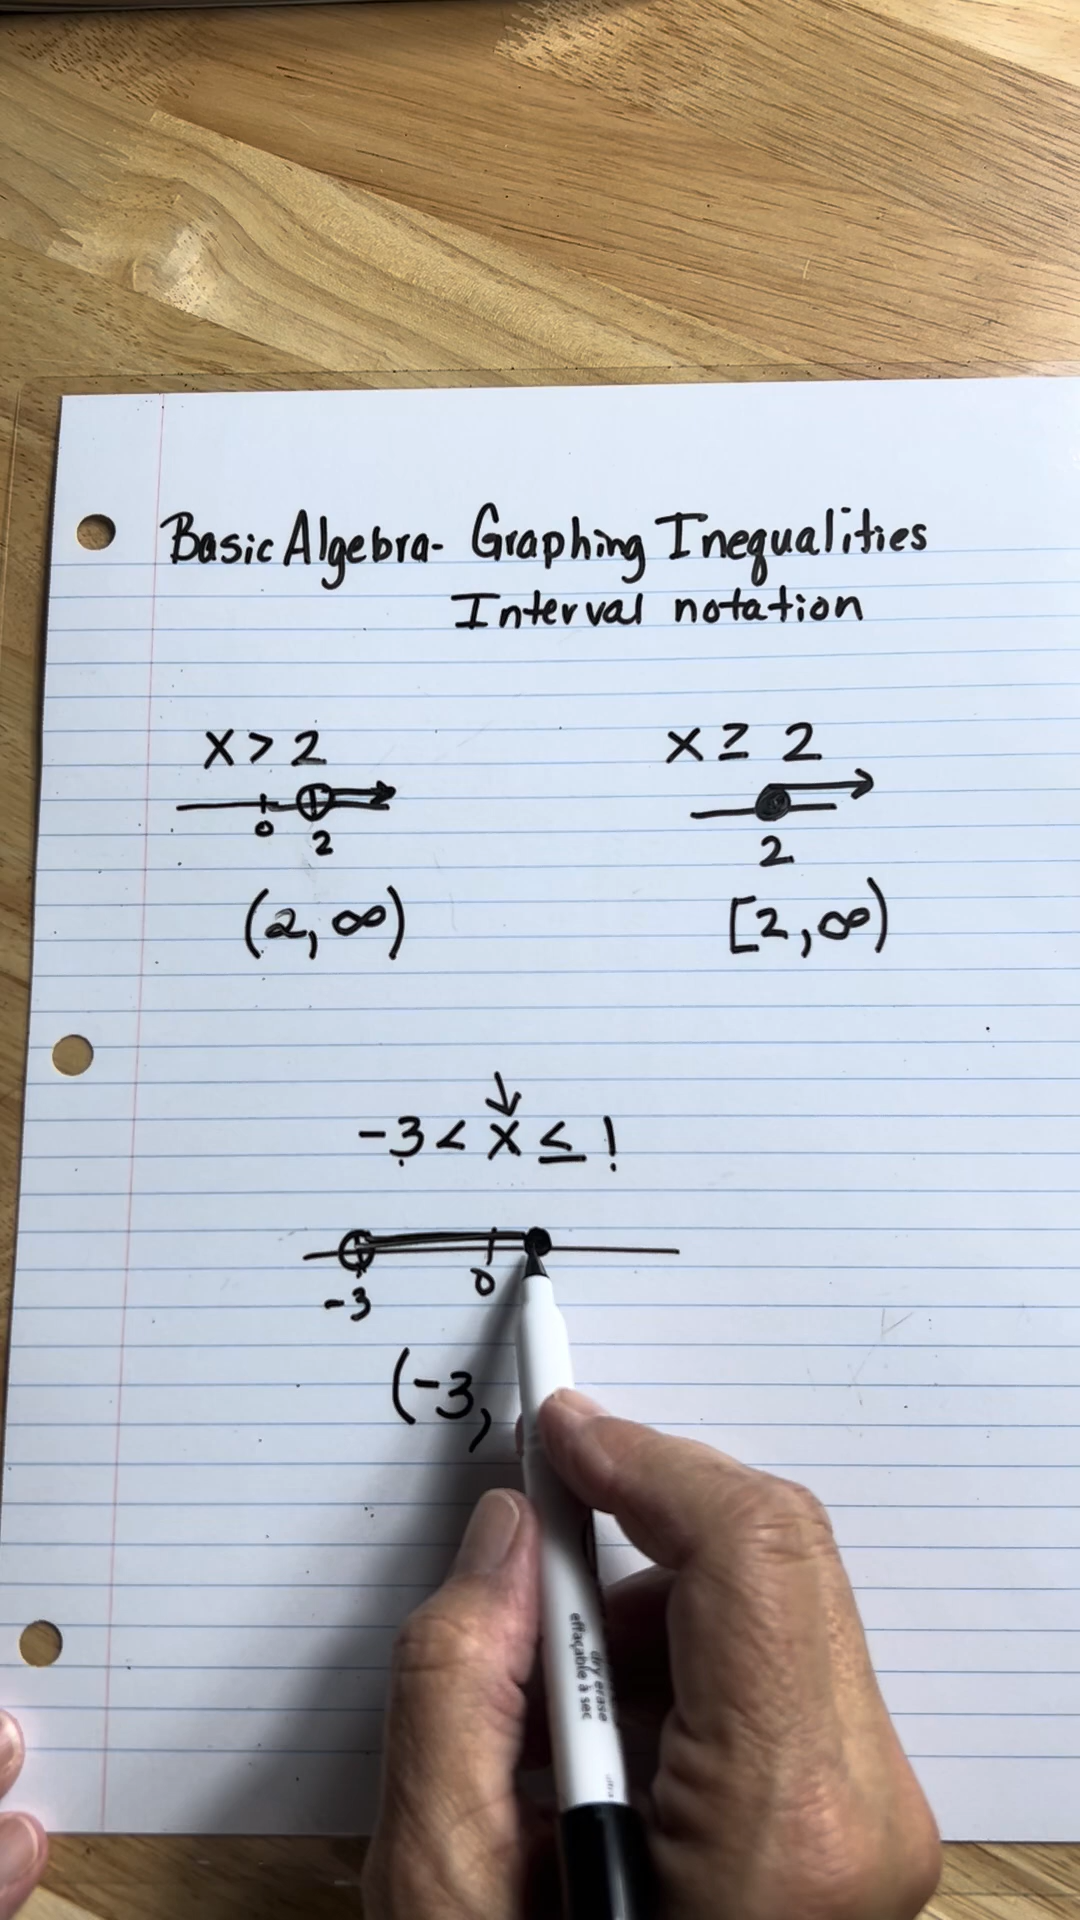 Basic Algebra- Graphing Inequalities
Interval notation
x > 2
0
2
(2, ∞)
x ≥ 2
2
[2, ∞)
-3 < x ≤ 1
-3
0
(-3,
dry erase
effaçable à sec